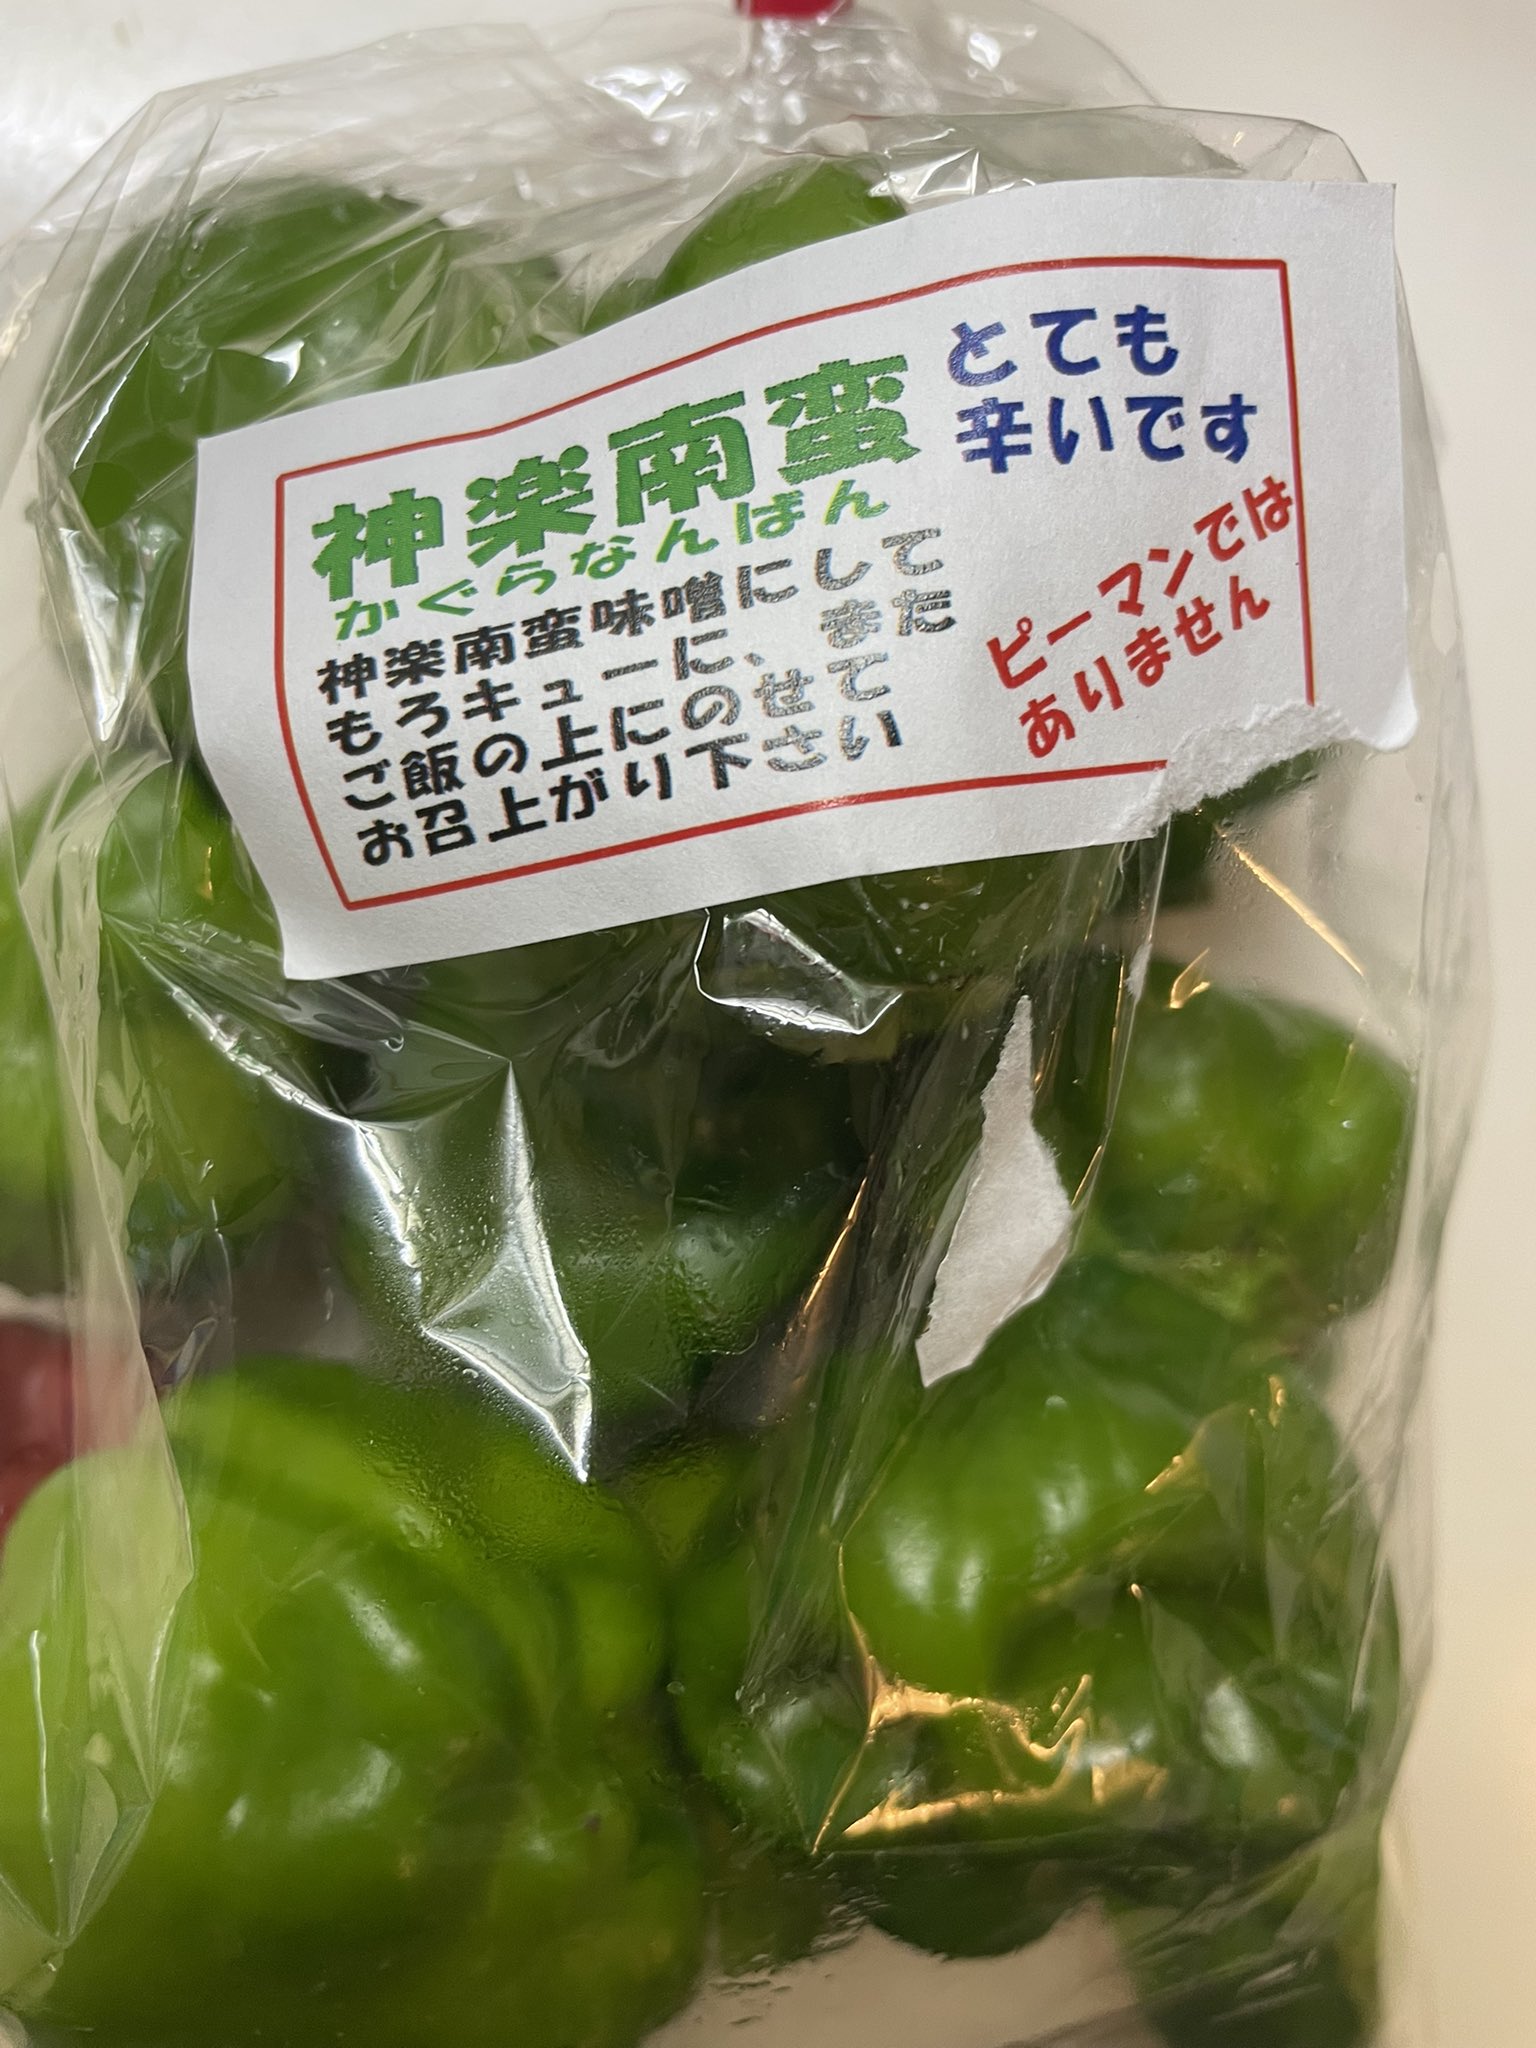 神楽南蛮
かぐらなんばん
とても
辛いです
神楽南蛮味噌にして
もろキューに、また
ご飯の上にのせて
お召上がり下さい
ピーマンでは
ありません